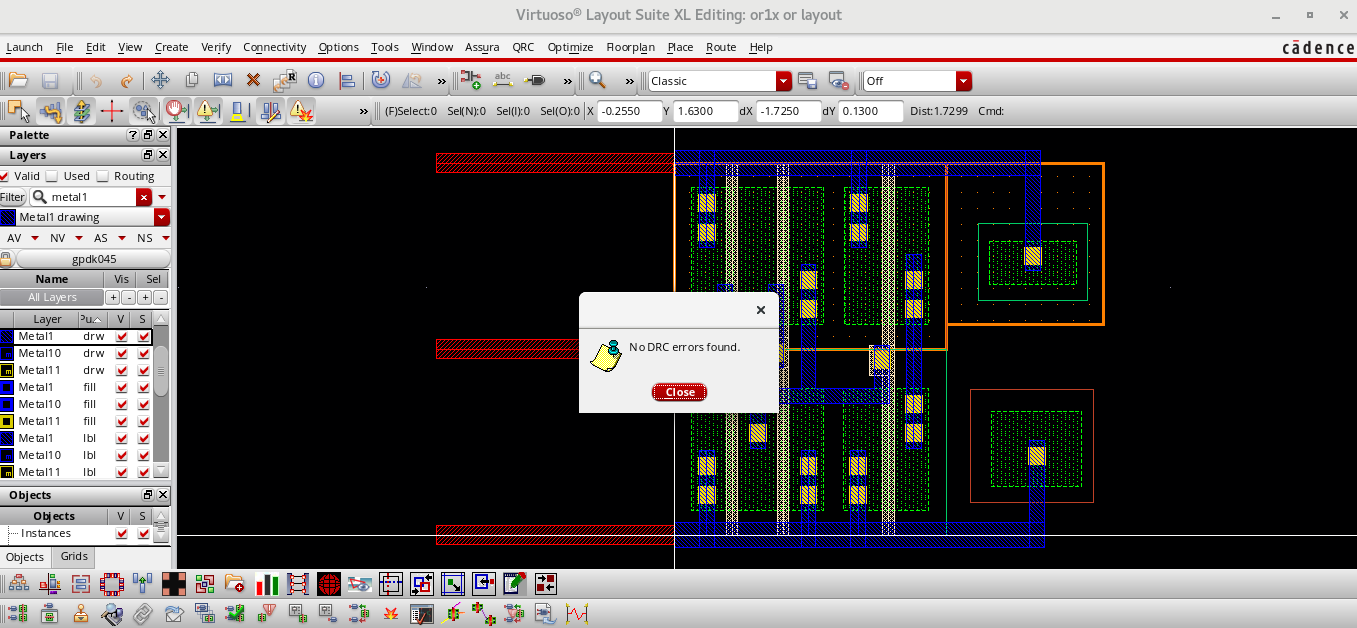 Virtuoso® Layout Suite XL Editing: or1x or layout
Launch File Edit View Create Verify Connectivity Options Tools Window Assura QRC Optimize Floorplan Place Route Help
cādence
abc
» » » Classic Off
» (F)Select:0 Sel(N):0 Sel(I):0 Sel(O):0 X -0.2550 Y 1.6300 dX -1.7250 dY 0.1300 Dist:1.7299 Cmd:
Palette
Layers
Valid Used Routing
Filter metal1
Metal1 drawing
AV NV AS NS
gpdk045
Name Vis Sel
All Layers + - + -
Layer Pu... V S
Metal1 drw
Metal10 drw
Metal11 drw
Metal1 fill
Metal10 fill
Metal11 fill
Metal1 lbl
Metal10 lbl
Metal11 lbl
Objects
Objects V S
Instances
Objects Grids
No DRC errors found.
Close